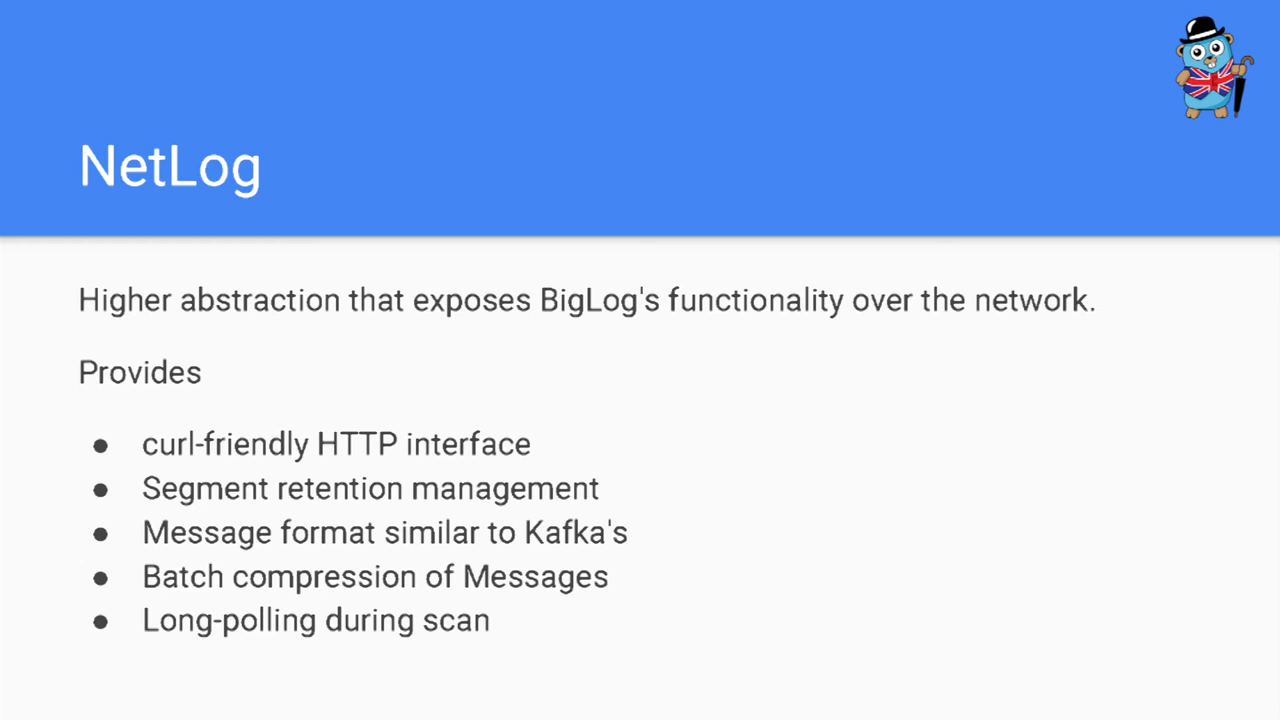 NetLog
Higher abstraction that exposes BigLog's functionality over the network.
Provides
● curl-friendly HTTP interface
● Segment retention management
● Message format similar to Kafka's
● Batch compression of Messages
● Long-polling during scan